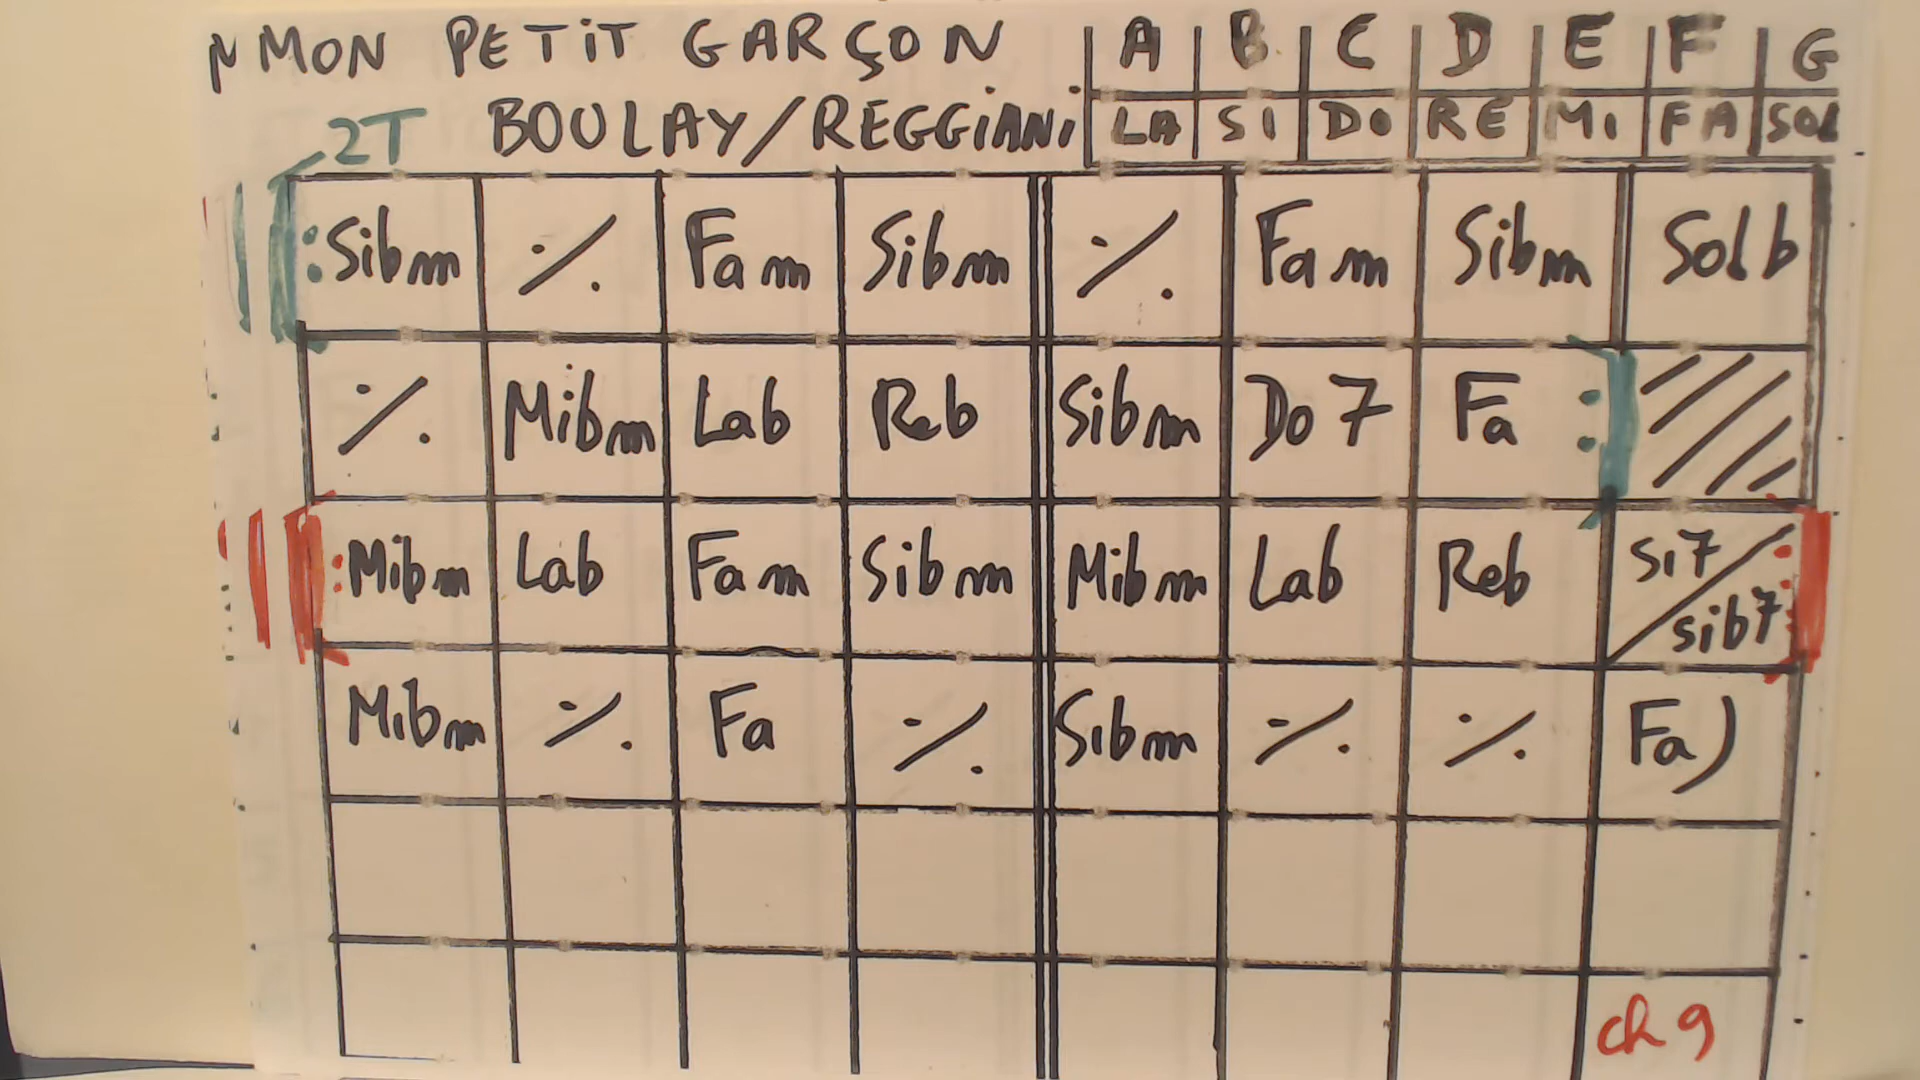 MON PETIT GARÇON
A B C D E F G
2T BOULAY/REGGIANI
LA SI DO RE MI FA SOL
: Sibm ٪ Fam Sibm ٪ Fam Sibm Solb
٪ Mibm Lab Reb Sibm Do7 Fa :
: Mibm Lab Fam Sibm Mibm Lab Reb Si7/sib7 :
Mibm ٪ Fa ٪ Sibm ٪ ٪ Fa)
ch 9